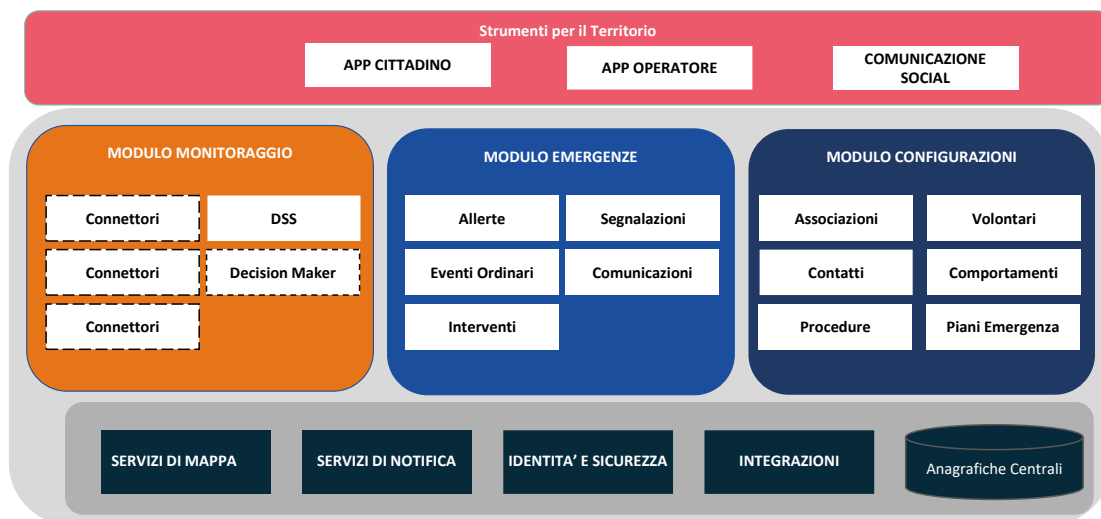 Strumenti per il Territorio
APP CITTADINO
APP OPERATORE
COMUNICAZIONE
SOCIAL
MODULO MONITORAGGIO
Connettori
DSS
Connettori
Decision Maker
Connettori
MODULO EMERGENZE
Allerte
Segnalazioni
Eventi Ordinari
Comunicazioni
Interventi
MODULO CONFIGURAZIONI
Associazioni
Volontari
Contatti
Comportamenti
Procedure
Piani Emergenza
SERVIZI DI MAPPA
SERVIZI DI NOTIFICA
IDENTITA’ E SICUREZZA
INTEGRAZIONI
Anagrafiche Centrali